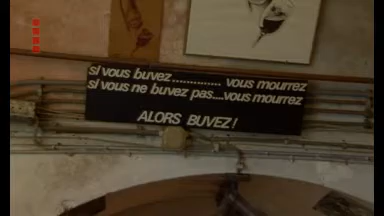 si vous buvez............. vous mourrez
si vous ne buvez pas....vous mourrez
ALORS BUVEZ !